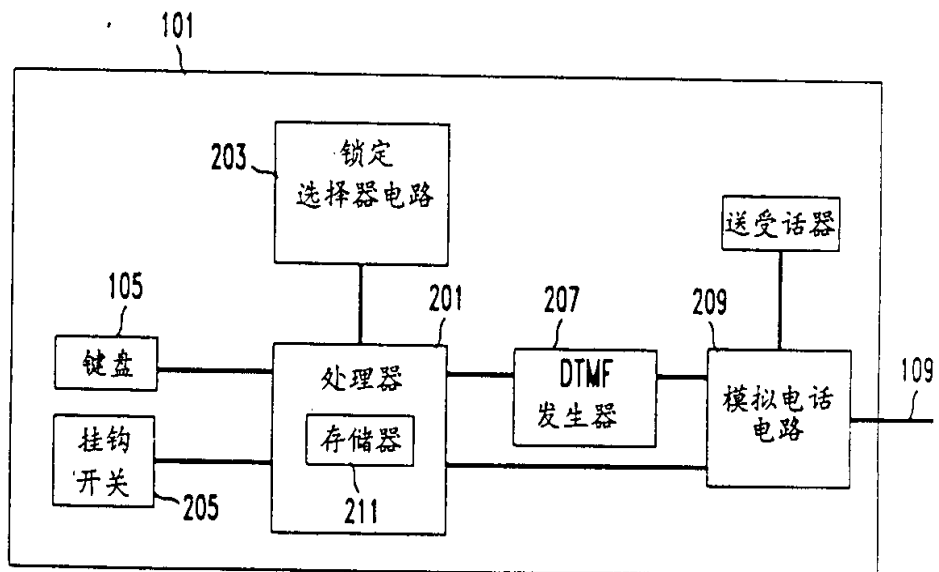 101
203
锁定
选择器电路
送受话器
105
201
207
209
键盘
处理器
DTMF
发生器
模拟电话
电路
109
挂钩
开关
205
存储器
211